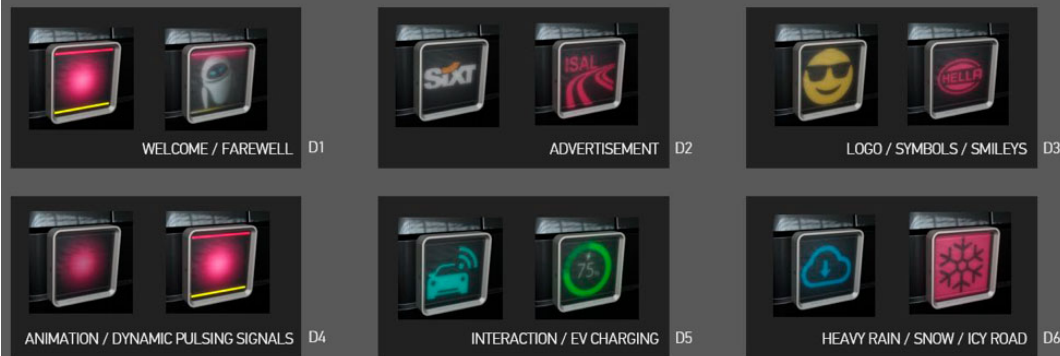 SIXT
ISAL
HELLA
WELCOME / FAREWELL D1
ADVERTISEMENT D2
LOGO / SYMBOLS / SMILEYS D3
75%
ANIMATION / DYNAMIC PULSING SIGNALS D4
INTERACTION / EV CHARGING D5
HEAVY RAIN / SNOW / ICY ROAD D6